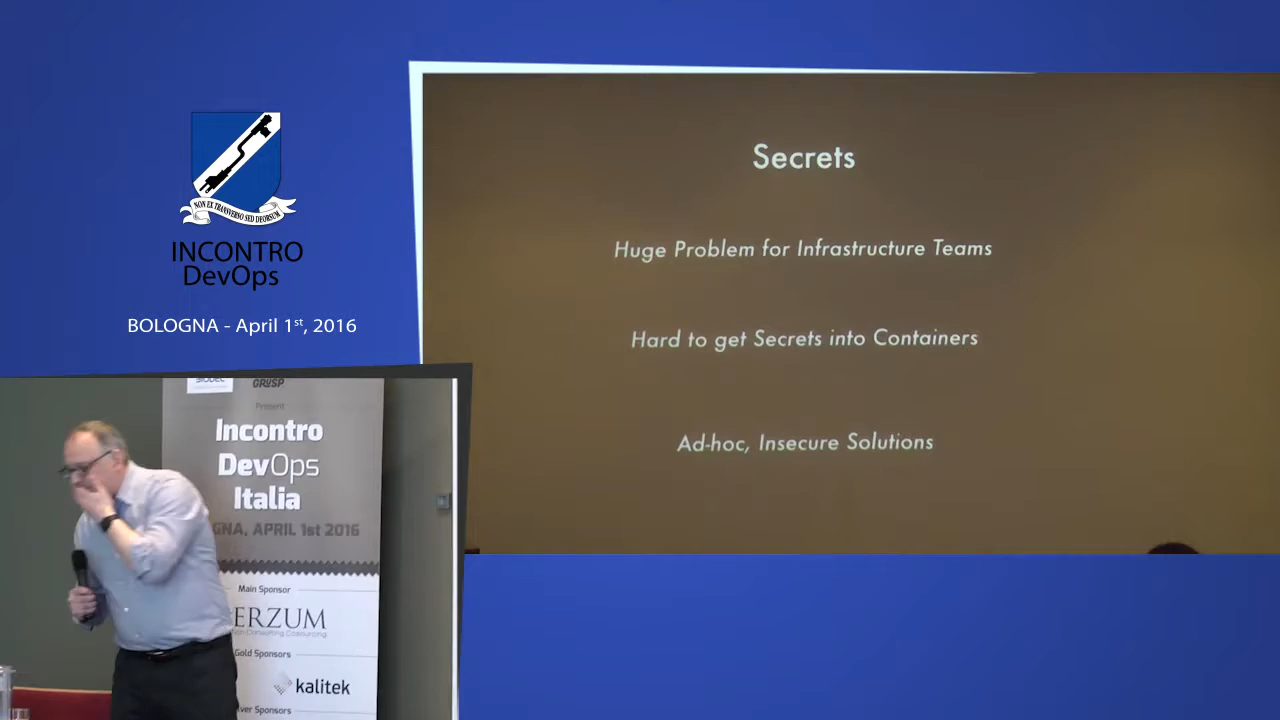 NON EX TRANSVERSO SED DEORSUM
INCONTRO
DevOps
BOLOGNA - April 1st, 2016
Secrets
Huge Problem for Infrastructure Teams
Hard to get Secrets into Containers
Ad-hoc, Insecure Solutions
GRUSP
Present
Incontro
DevOps
Italia
GNA, APRIL 1st 2016
Main Sponsor
ERZUM
Gold Sponsors
kalitek
ver Sponsors